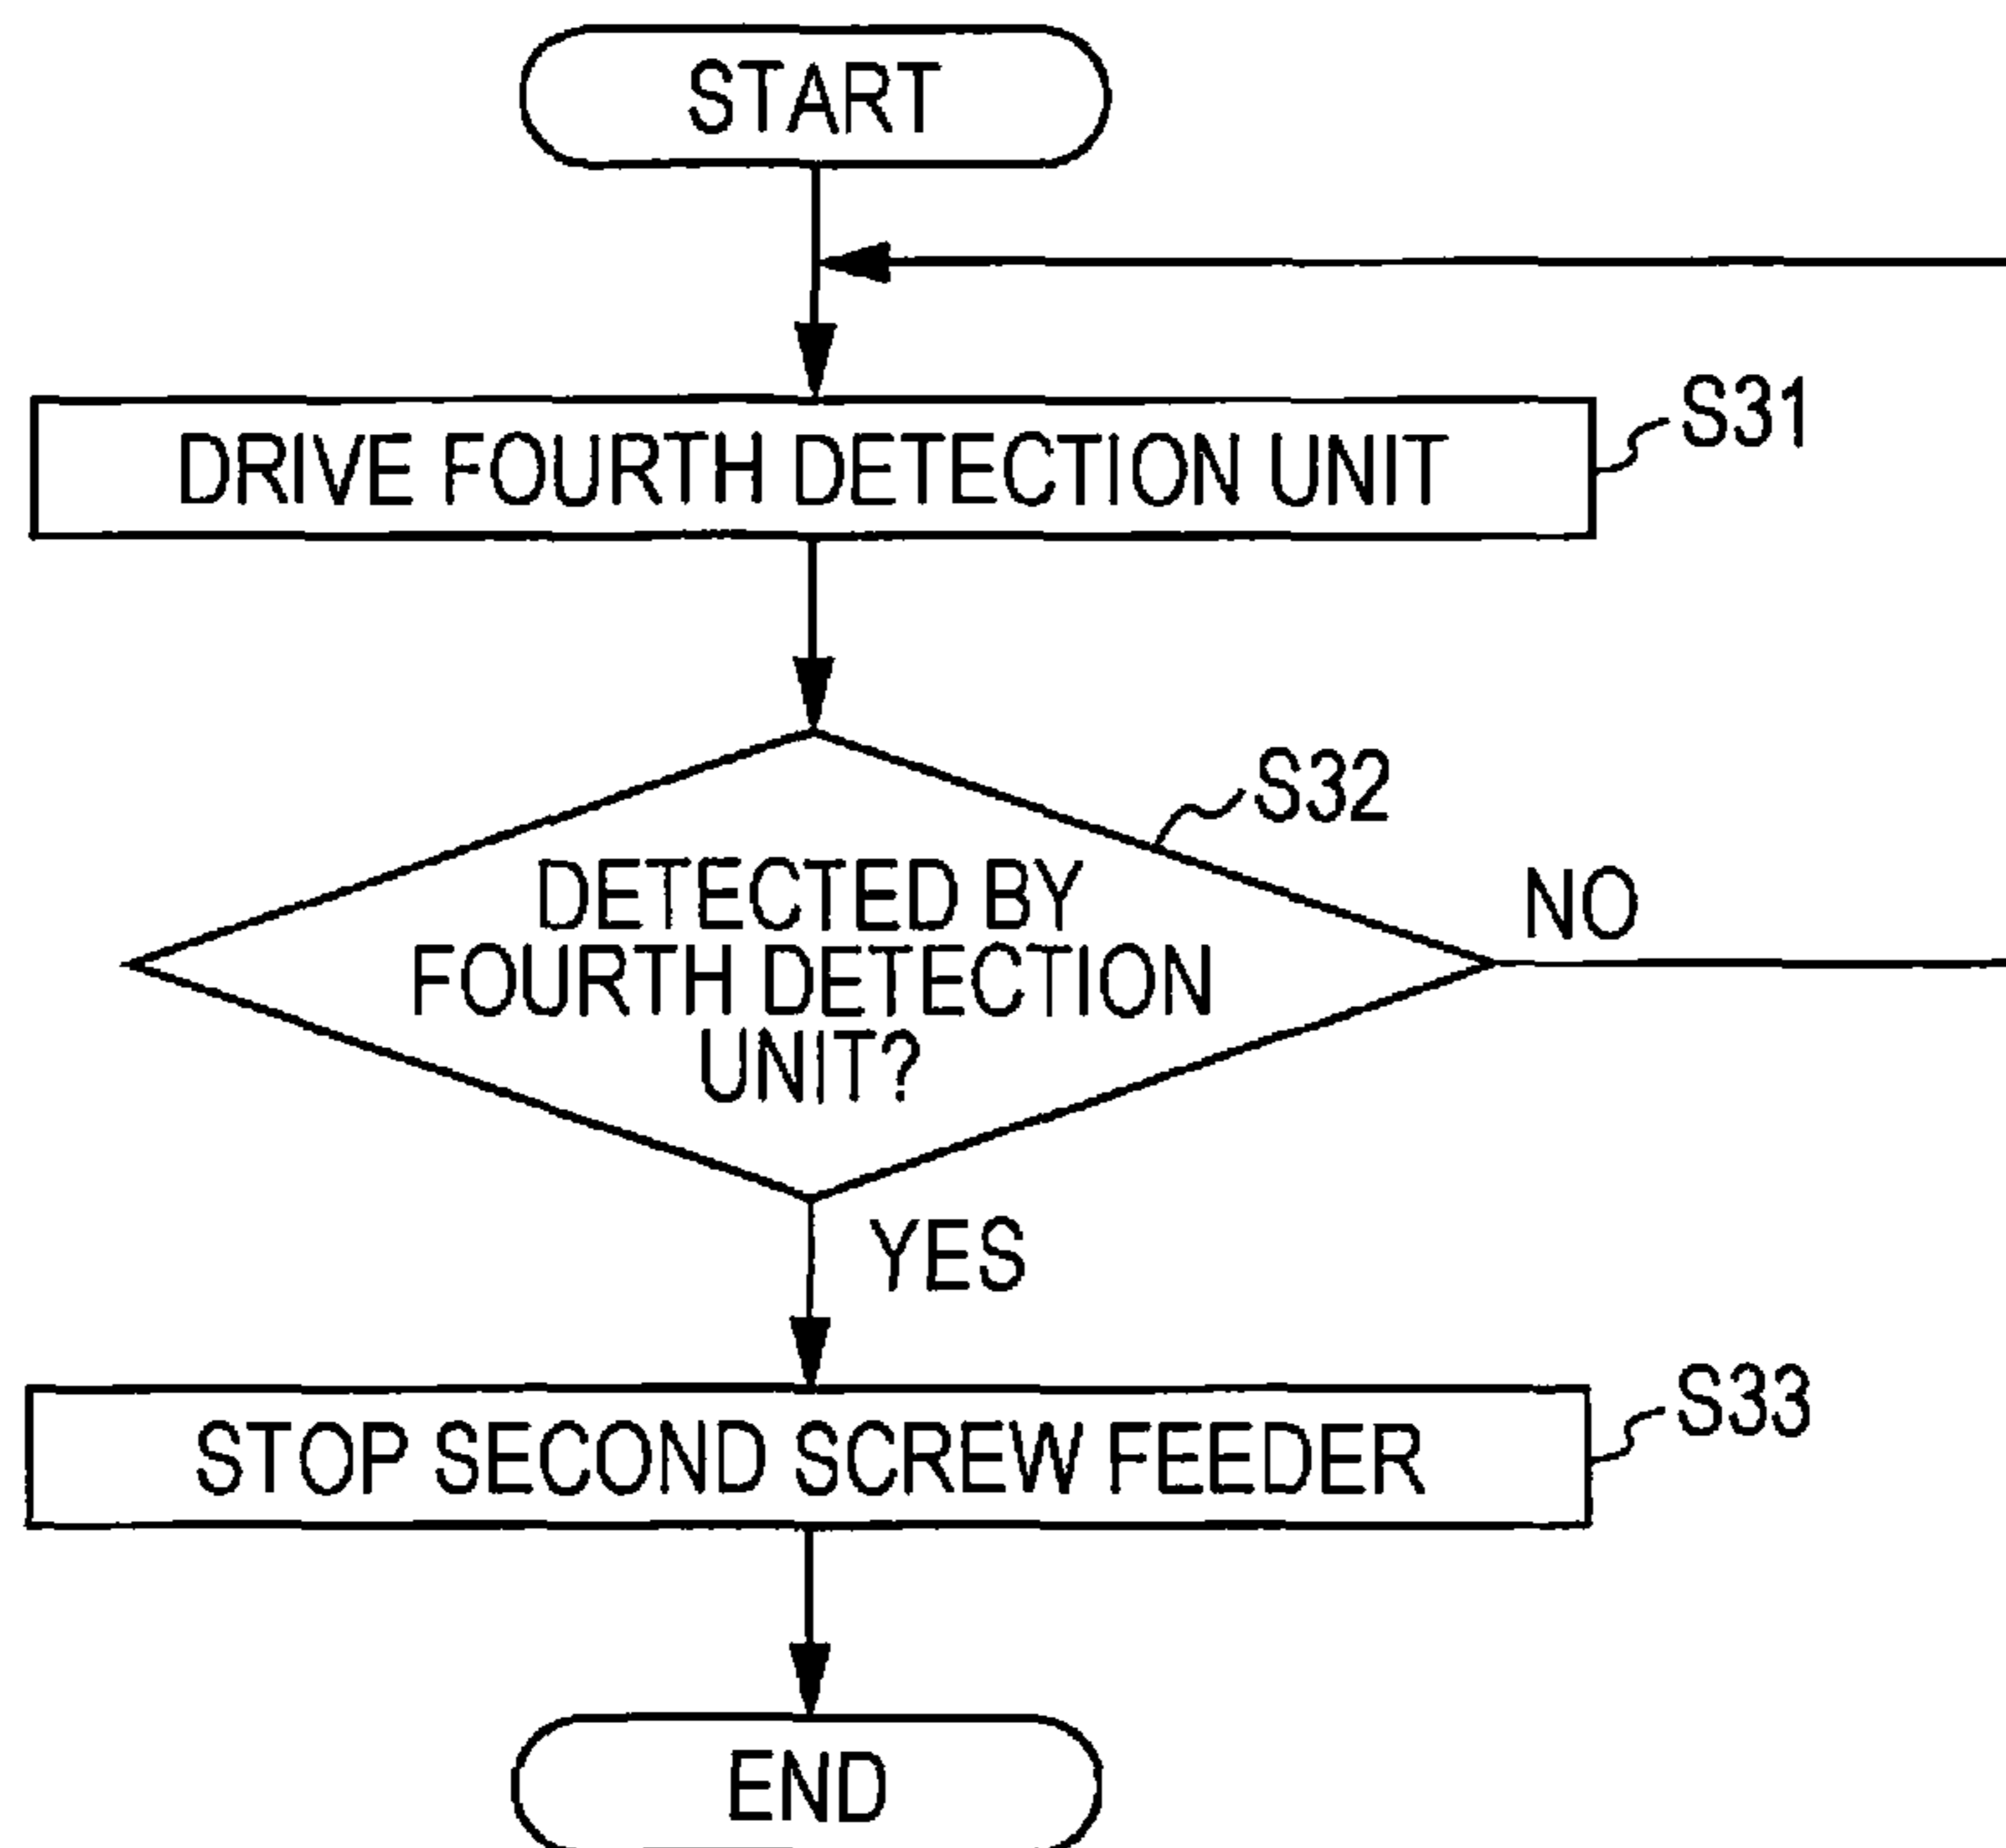 START
DRIVE FOURTH DETECTION UNIT
S31
S32
DETECTED BY
FOURTH DETECTION
UNIT?
NO
YES
STOP SECOND SCREW FEEDER
S33
END